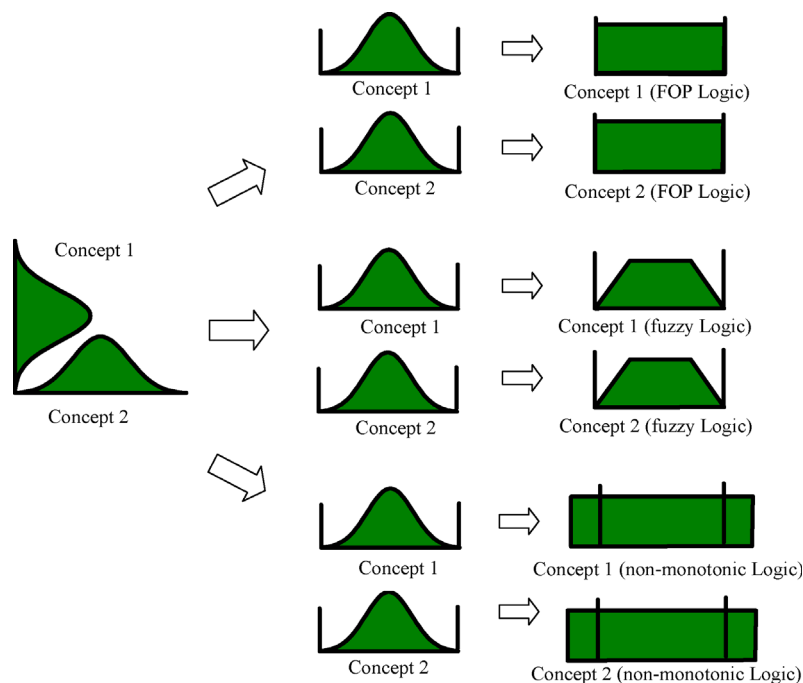 Concept 1
Concept 1 (FOP Logic)
Concept 2
Concept 2 (FOP Logic)
Concept 1
Concept 2
Concept 1
Concept 1 (fuzzy Logic)
Concept 2
Concept 2 (fuzzy Logic)
Concept 1
Concept 1 (non-monotonic Logic)
Concept 2
Concept 2 (non-monotonic Logic)